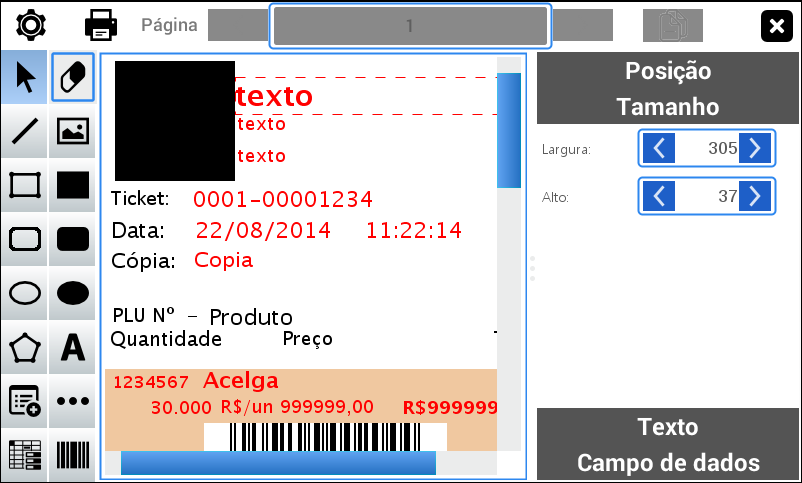 Página 1
Posição
Tamanho
Largura: 305
Alto: 37
texto
texto
texto
Ticket: 0001-00001234
Data: 22/08/2014 11:22:14
Cópia: Copia
PLU Nº - Produto
Quantidade Preço
1234567 Acelga
30.000 R$/un 999999,00 R$999999
A
Texto
Campo de dados